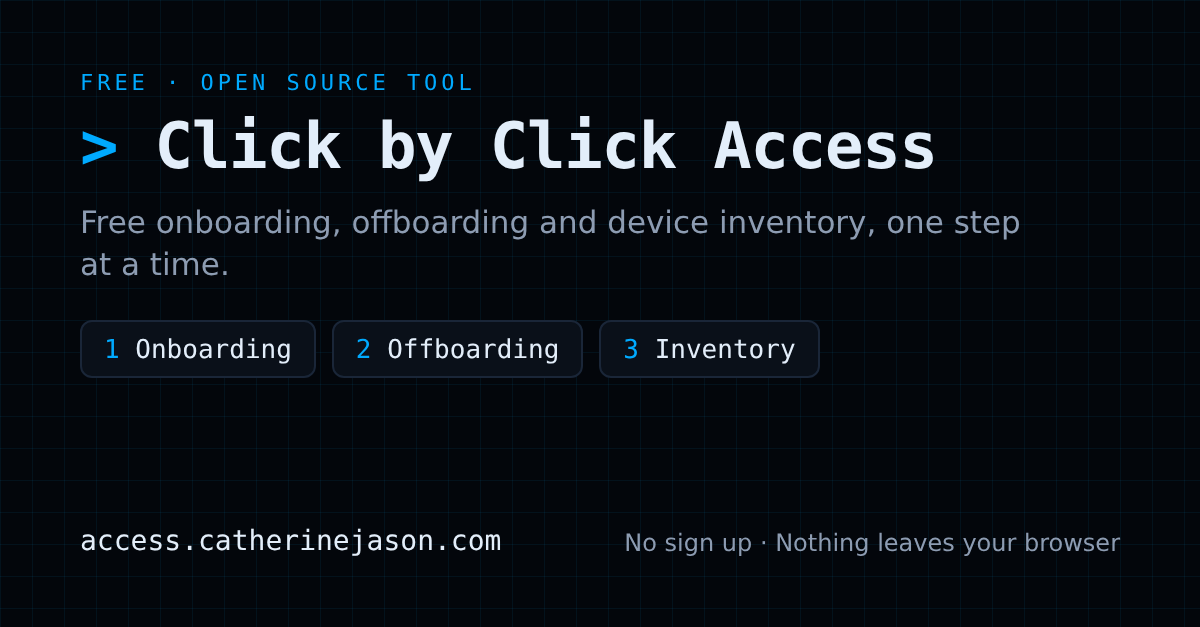 FREE · OPEN SOURCE TOOL
> Click by Click Access
Free onboarding, offboarding and device inventory, one step
at a time.
1 Onboarding 2 Offboarding 3 Inventory
access.catherinejason.com No sign up · Nothing leaves your browser